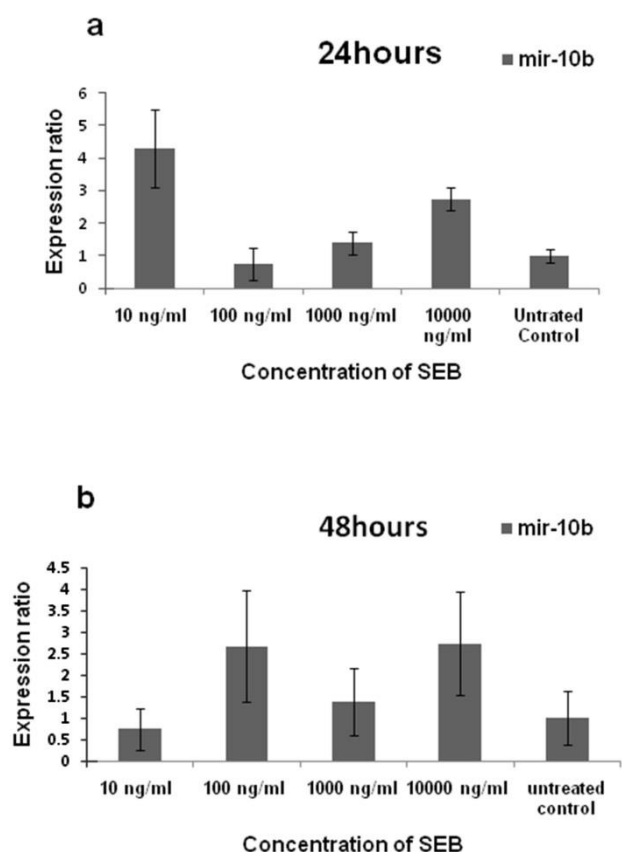 a
24hours
mir-10b
Expression ratio
6
5
4
3
2
1
0
10 ng/ml 100 ng/ml 1000 ng/ml 10000 ng/ml Untrated Control
Concentration of SEB
b
48hours
mir-10b
Expression ratio
4.5
4
3.5
3
2.5
2
1.5
1
0.5
0
10 ng/ml 100 ng/ml 1000 ng/ml 10000 ng/ml untreated control
Concentration of SEB